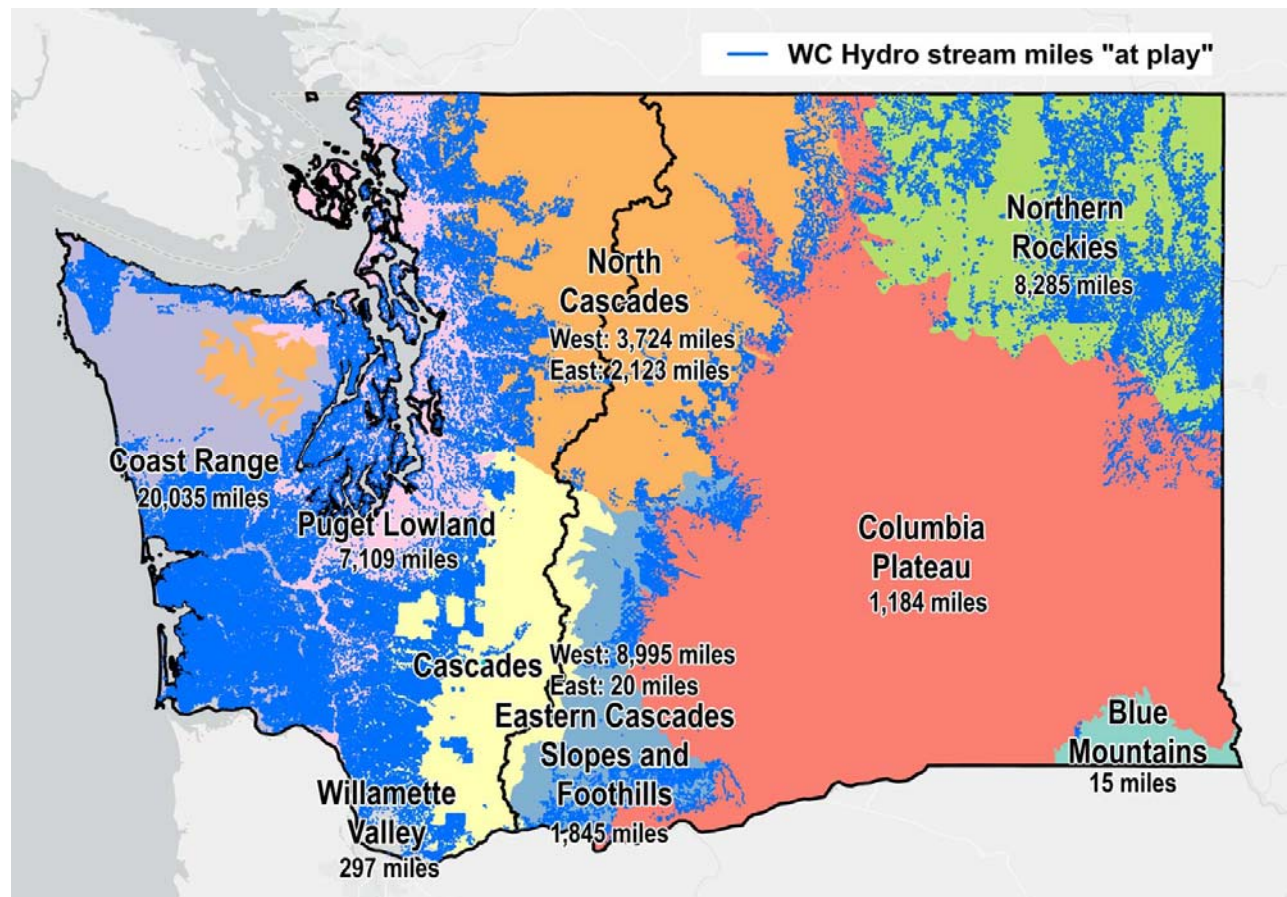 WC Hydro stream miles "at play"
Northern
Rockies
8,285 miles
North
Cascades
West: 3,724 miles
East: 2,123 miles
Coast Range
20,035 miles
Puget Lowland
7,109 miles
Columbia
Plateau
1,184 miles
Cascades
West: 8,995 miles
East: 20 miles
Eastern Cascades
Slopes and
Foothills
1,845 miles
Blue
Mountains
15 miles
Willamette
Valley
297 miles